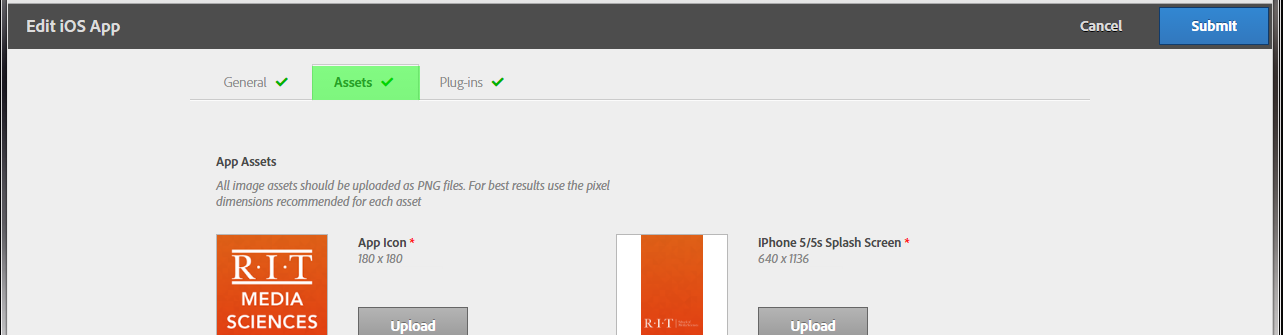 Edit iOS App
Cancel
Submit
General
Assets
Plug-ins
App Assets
All image assets should be uploaded as PNG files. For best results use the pixel
dimensions recommended for each asset
R·I·T
MEDIA
SCIENCES
App Icon *
180 x 180
Upload
R·I·T
iPhone 5/5s Splash Screen *
640 x 1136
Upload